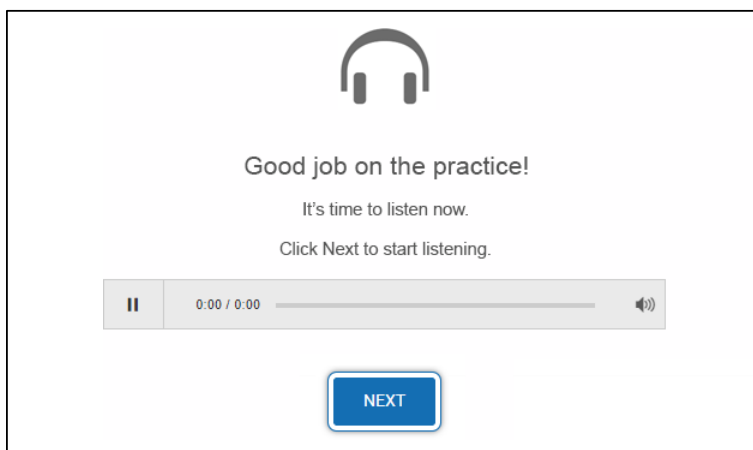 Good job on the practice!
It’s time to listen now.
Click Next to start listening.
0:00 / 0:00
NEXT